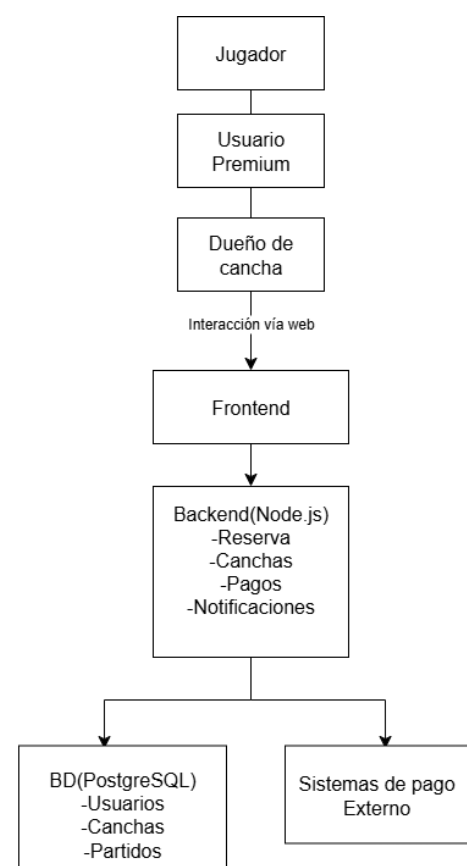 Jugador
Usuario
Premium
Dueño de
cancha
Interacción vía web
Frontend
Backend(Node.js)
-Reserva
-Canchas
-Pagos
-Notificaciones
BD(PostgreSQL)
-Usuarios
-Canchas
-Partidos
Sistemas de pago
Externo